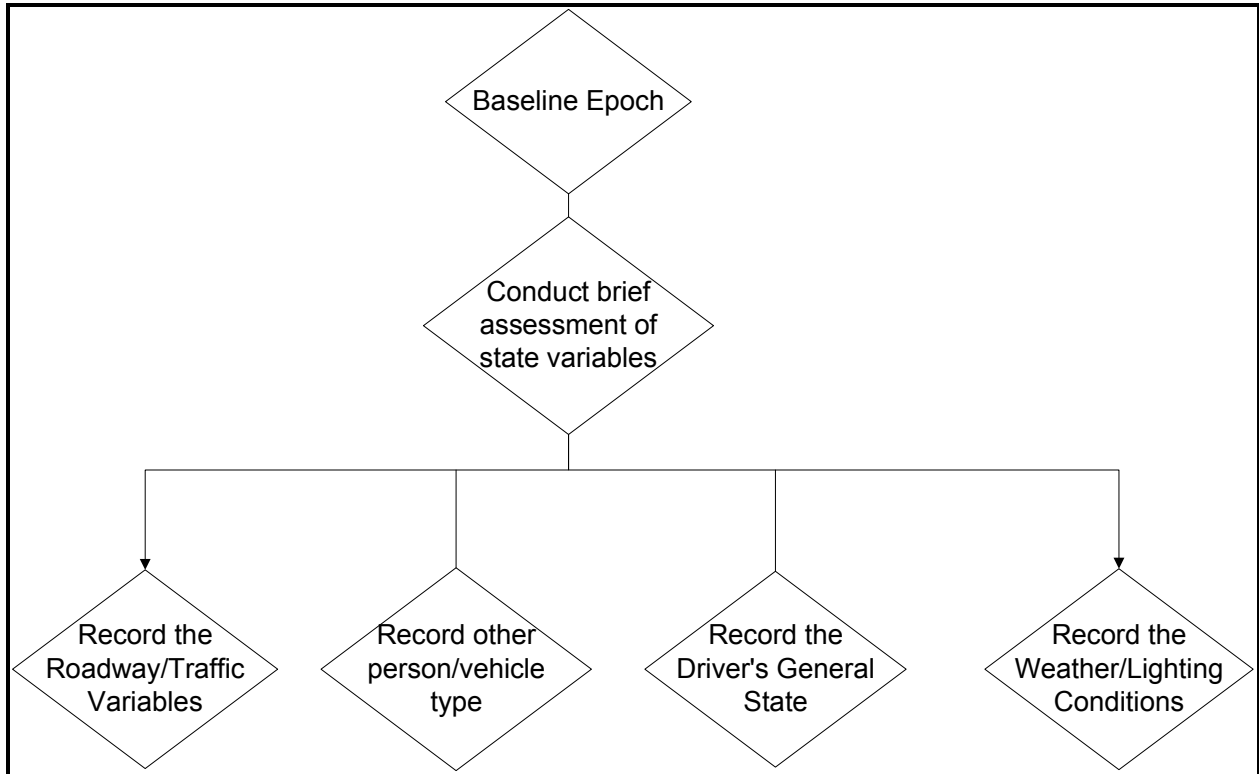 Baseline Epoch
Conduct brief
assessment of
state variables
Record the
Roadway/Traffic
Variables
Record other
person/vehicle
type
Record the
Driver's General
State
Record the
Weather/Lighting
Conditions